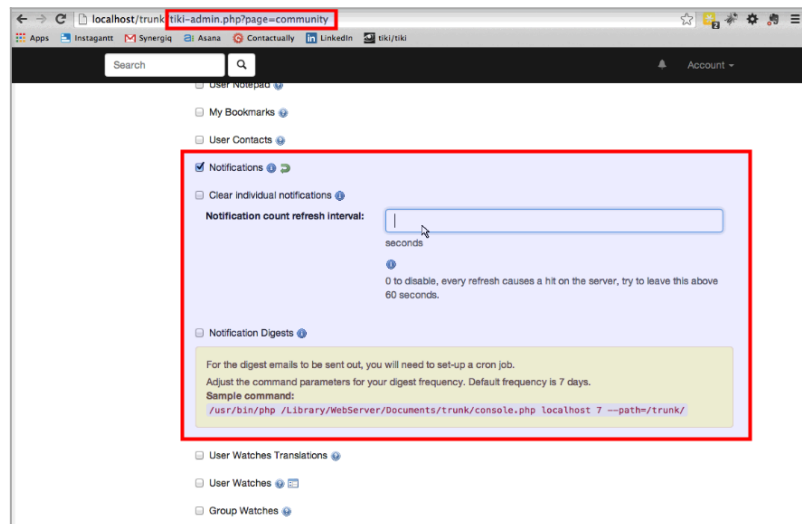 localhost/trunk/tiki-admin.php?page=community
Apps Instagantt Synergiq Asana Contactually LinkedIn tiki/tiki
Search Account
User Notepad
My Bookmarks
User Contacts
Notifications
Clear individual notifications
Notification count refresh interval:
seconds
0 to disable, every refresh causes a hit on the server, try to leave this above
60 seconds.
Notification Digests
For the digest emails to be sent out, you will need to set-up a cron job.
Adjust the command parameters for your digest frequency. Default frequency is 7 days.
Sample command:
/usr/bin/php /Library/WebServer/Documents/trunk/console.php localhost 7 --path=/trunk/
User Watches Translations
User Watches
Group Watches